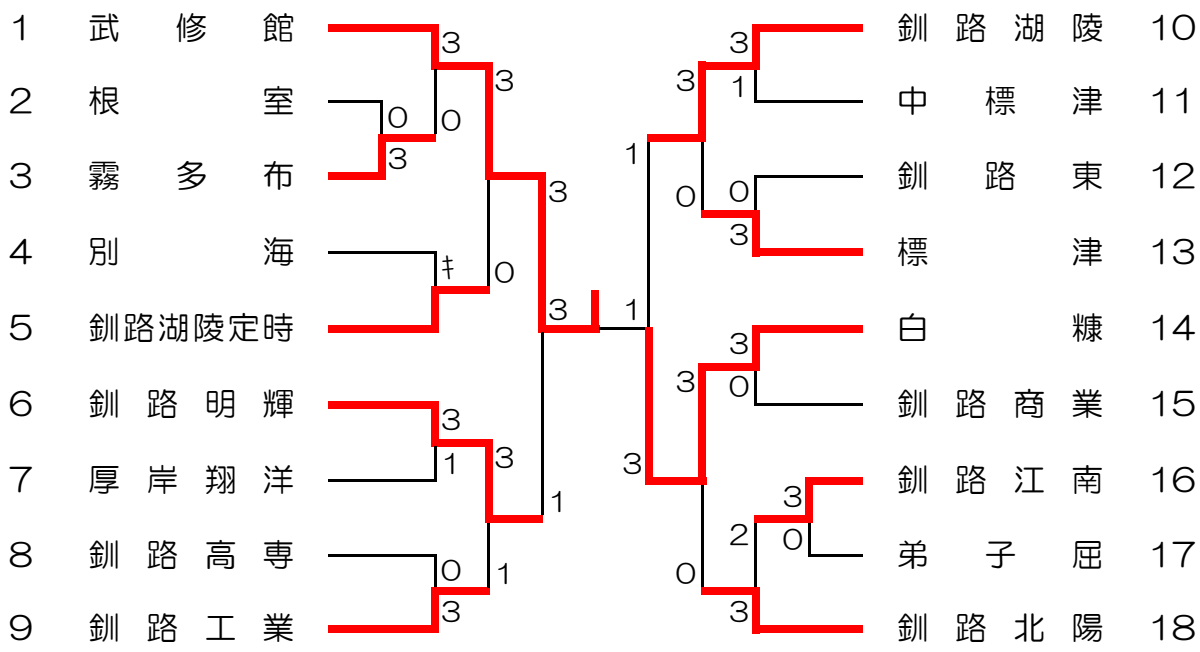 1 武修館
3
3
2 根室
0
0
3
3 霧多布
3
4 別海
ｷ
0
5 釧路湖陵定時
3
6 釧路明輝
3
3
7 厚岸翔洋
1
1
8 釧路高専
0
1
9 釧路工業
3
釧路湖陵 10
3
3
中標津 11
1
1
釧路東 12
0
0
標津 13
3
1
白糠 14
3
3
釧路商業 15
0
3
釧路江南 16
3
2
弟子屈 17
0
0
釧路北陽 18
3